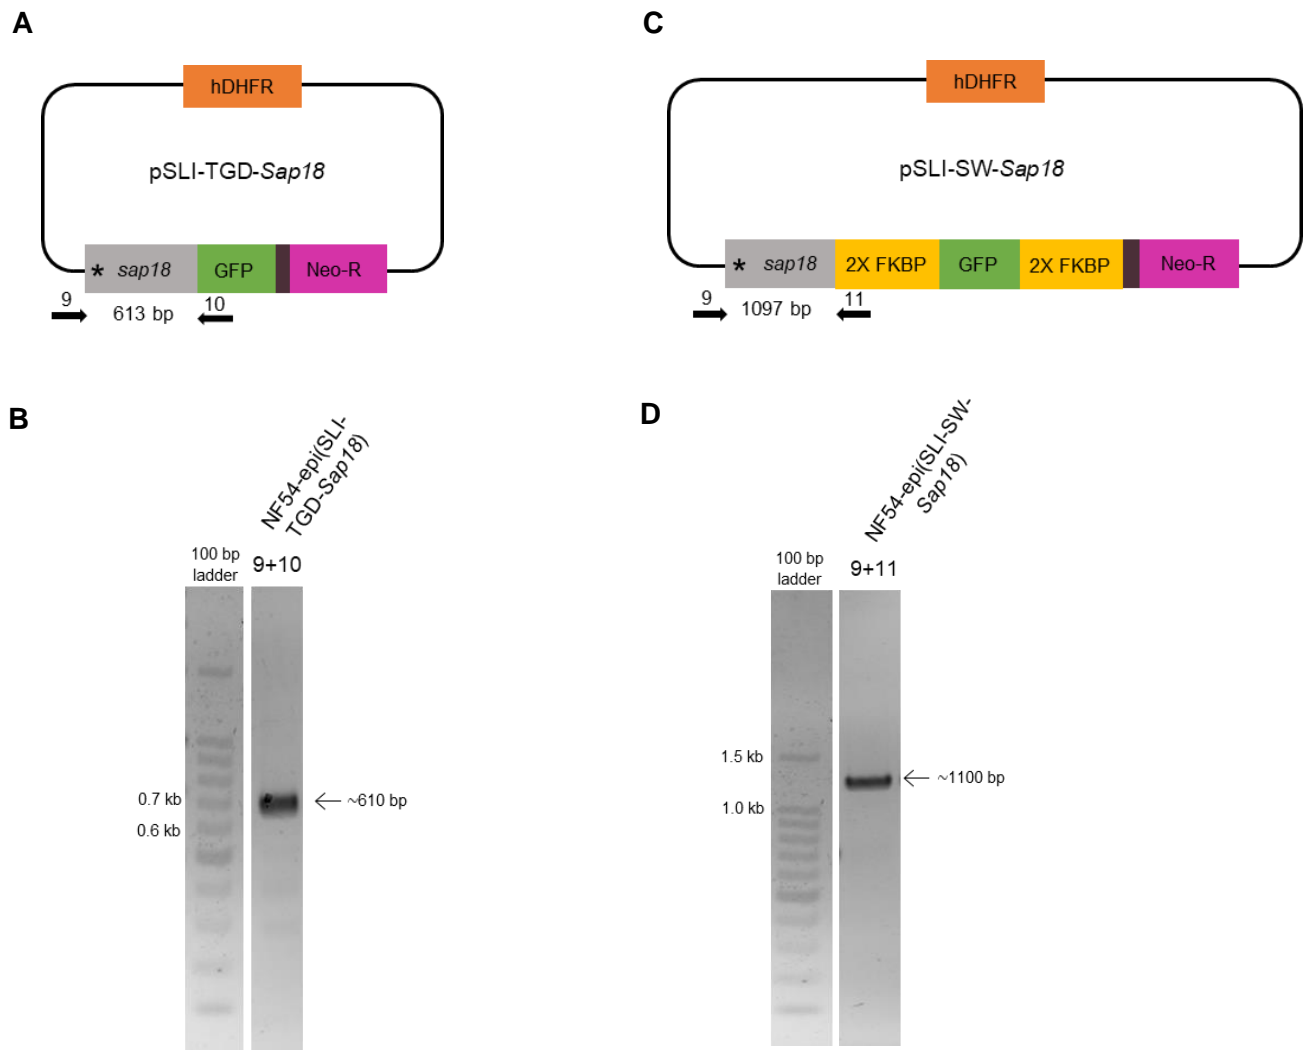 A
hDHFR
pSLI-TGD-Sap18
* sap18 GFP Neo-R
9 10
613 bp
C
hDHFR
pSLI-SW-Sap18
* sap18 2X FKBP GFP 2X FKBP Neo-R
9 11
1097 bp
B
NF54-epi(SLI-
TGD-Sap18)
100 bp
ladder
9+10
0.7 kb
~610 bp
0.6 kb
D
NF54-epi(SLI-SW-
Sap18)
100 bp
ladder
9+11
1.5 kb
~1100 bp
1.0 kb